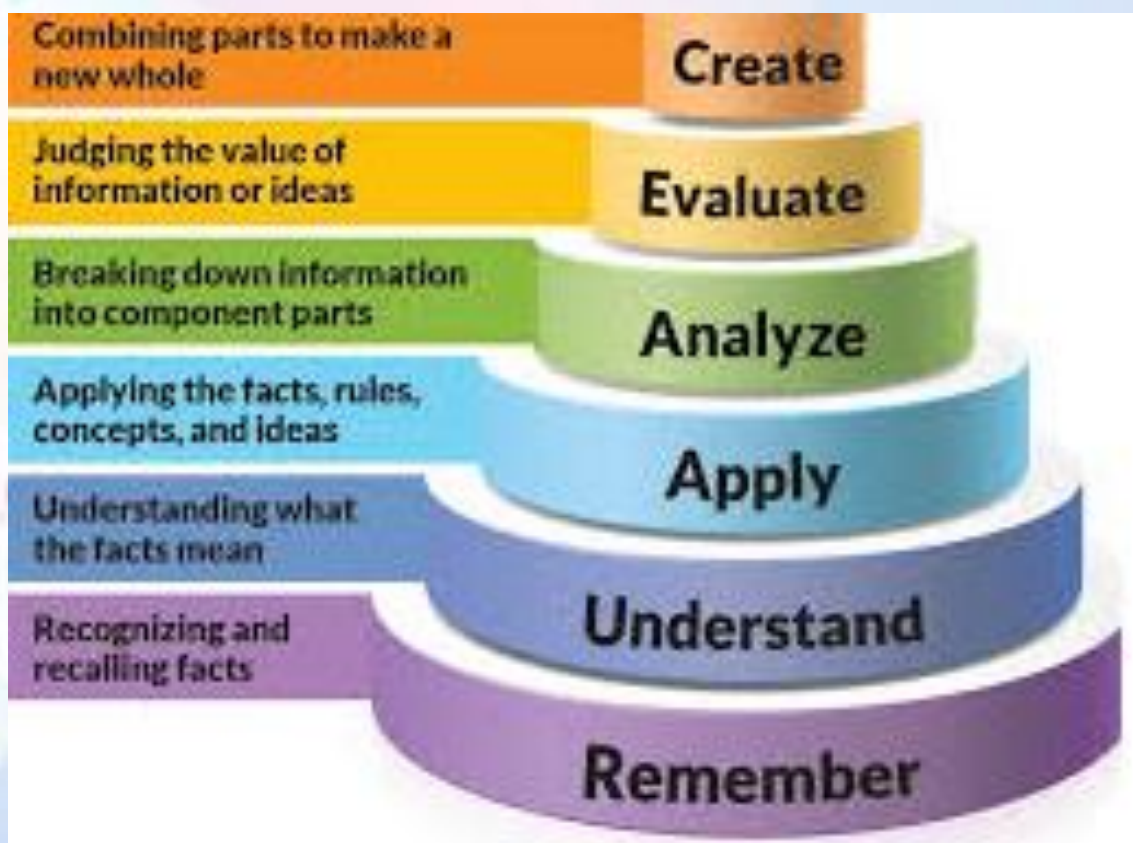 Combining parts to make a
new whole
Create
Judging the value of
information or ideas
Evaluate
Breaking down information
into component parts
Analyze
Applying the facts, rules,
concepts, and ideas
Apply
Understanding what
the facts mean
Understand
Recognizing and
recalling facts
Remember